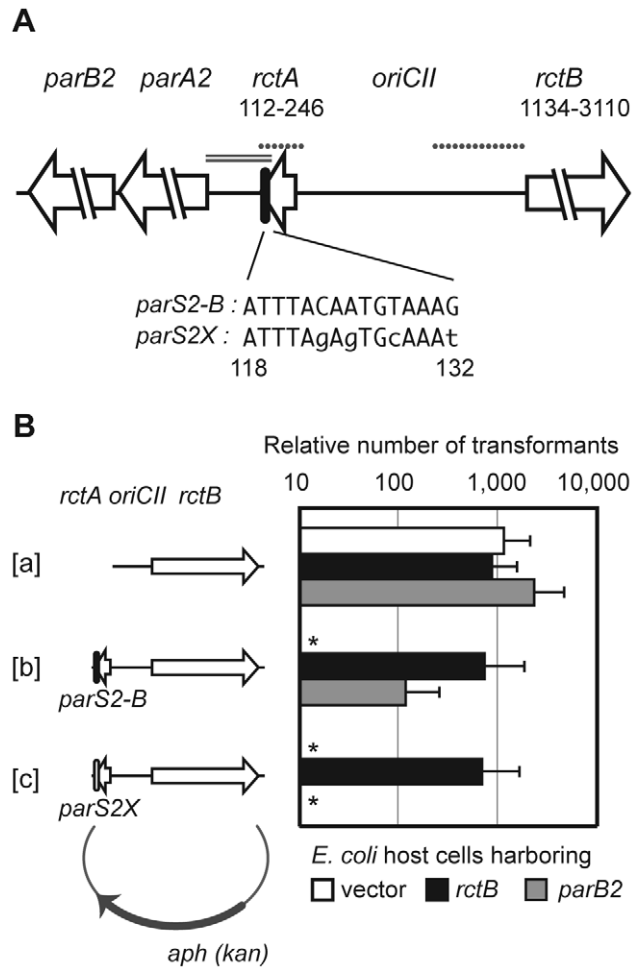 A
parB2 parA2 rctA oriCII rctB
112-246 1134-3110
parS2-B : ATTTACAATGTAAAG
parS2X : ATTTAgAgTGcAAAt
118 132
B
Relative number of transformants
rctA oriCII rctB 10 100 1,000 10,000
[a]
*
[b]
parS2-B
*
[c]
parS2X *
E. coli host cells harboring
vector rctB parB2
aph (kan)